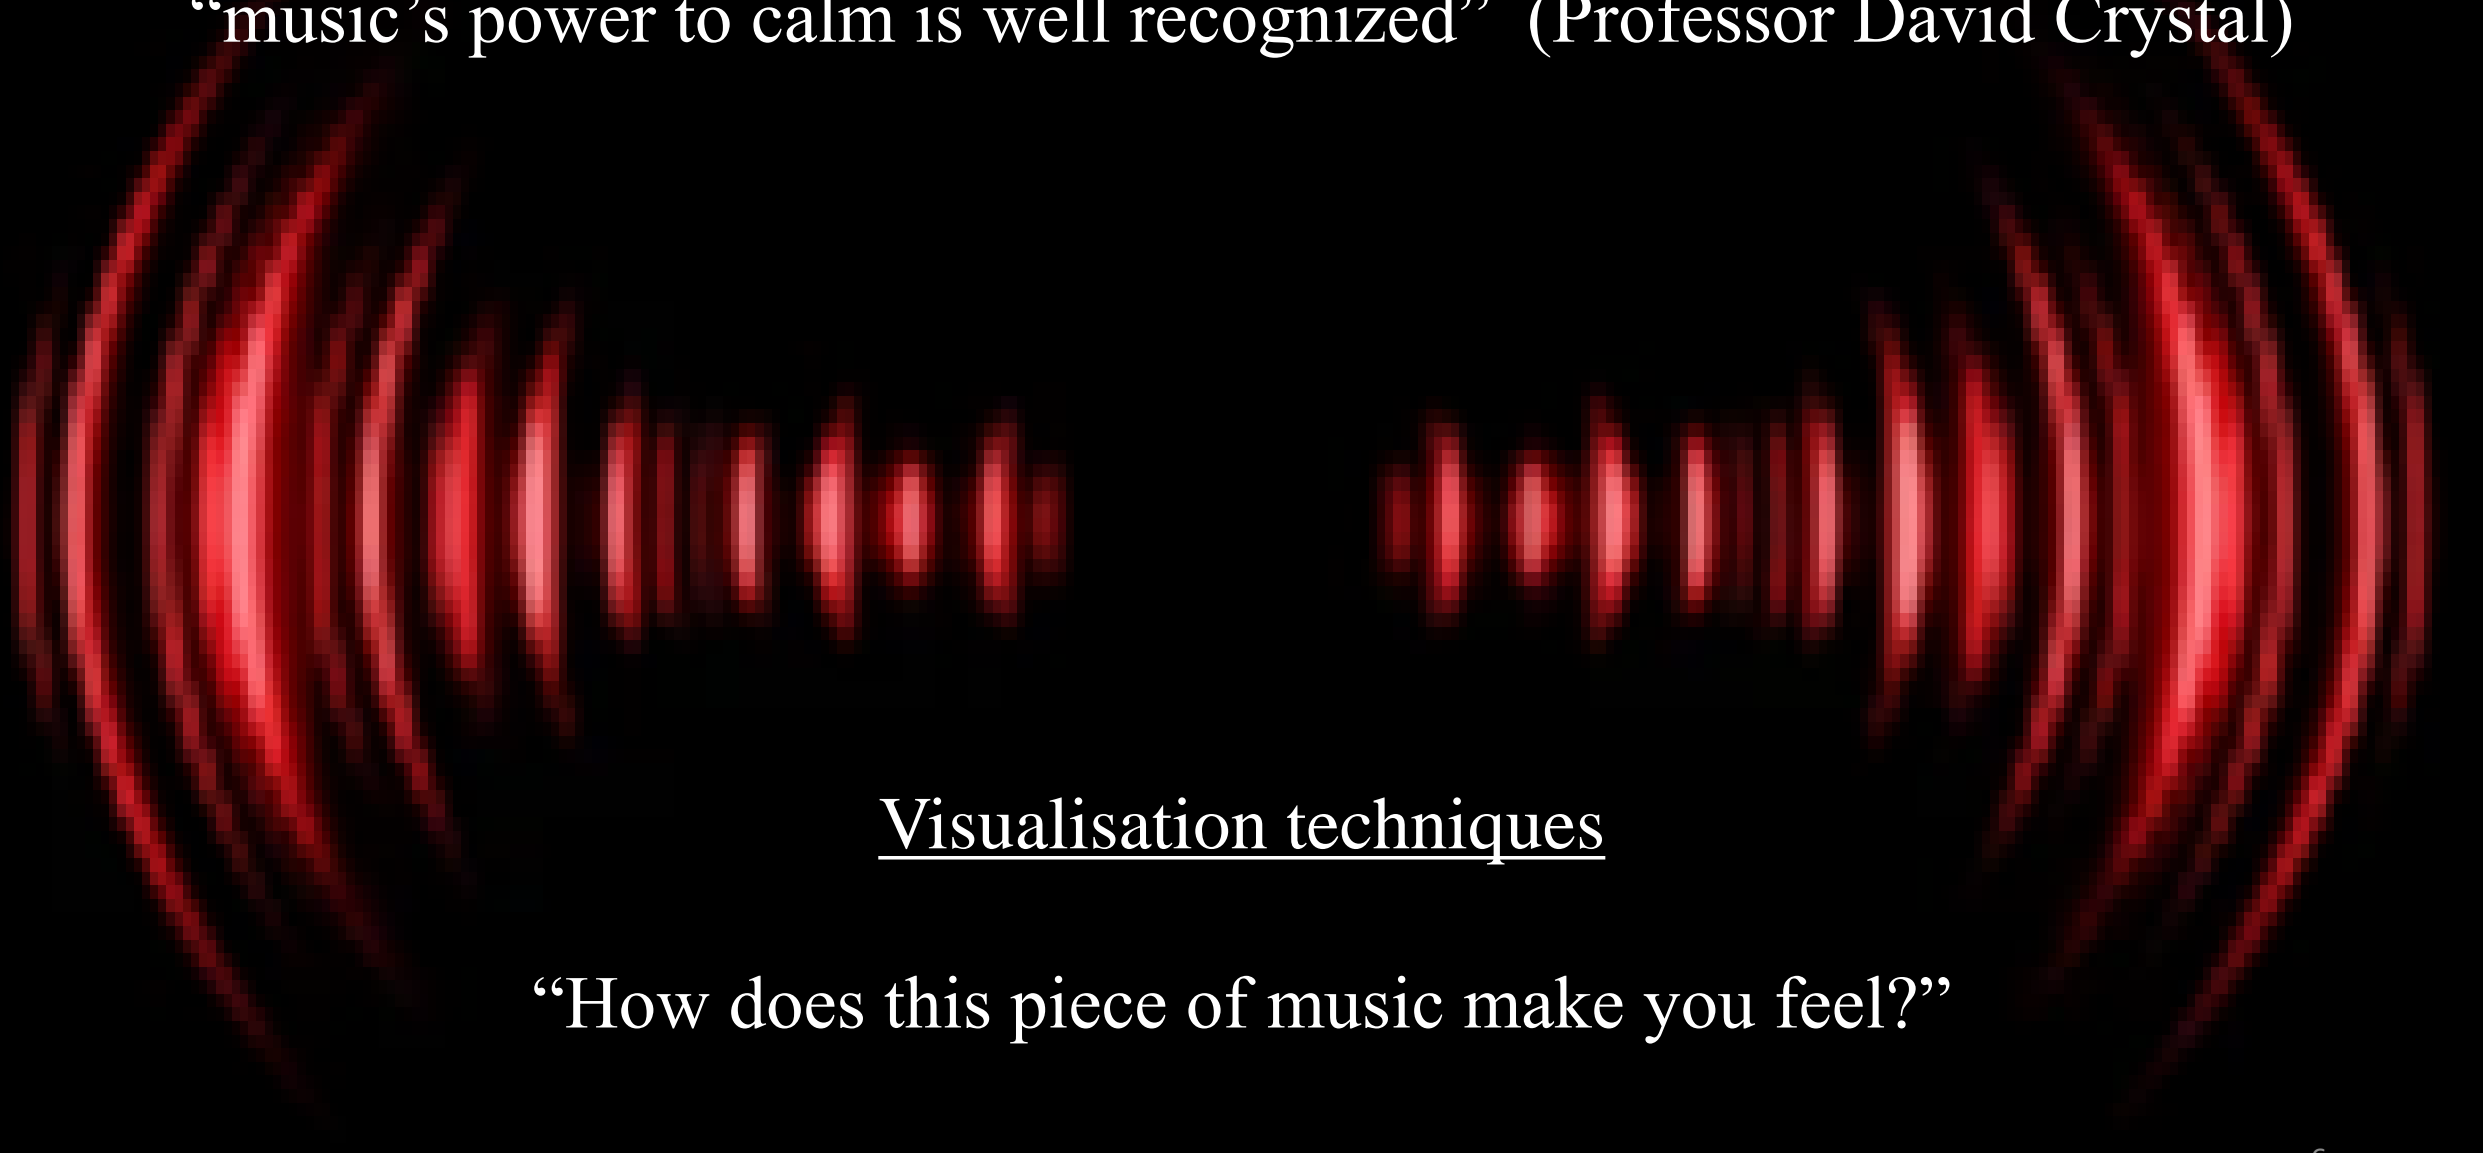 “music’s power to calm is well recognized” (Professor David Crystal)
Visualisation techniques
“How does this piece of music make you feel?”